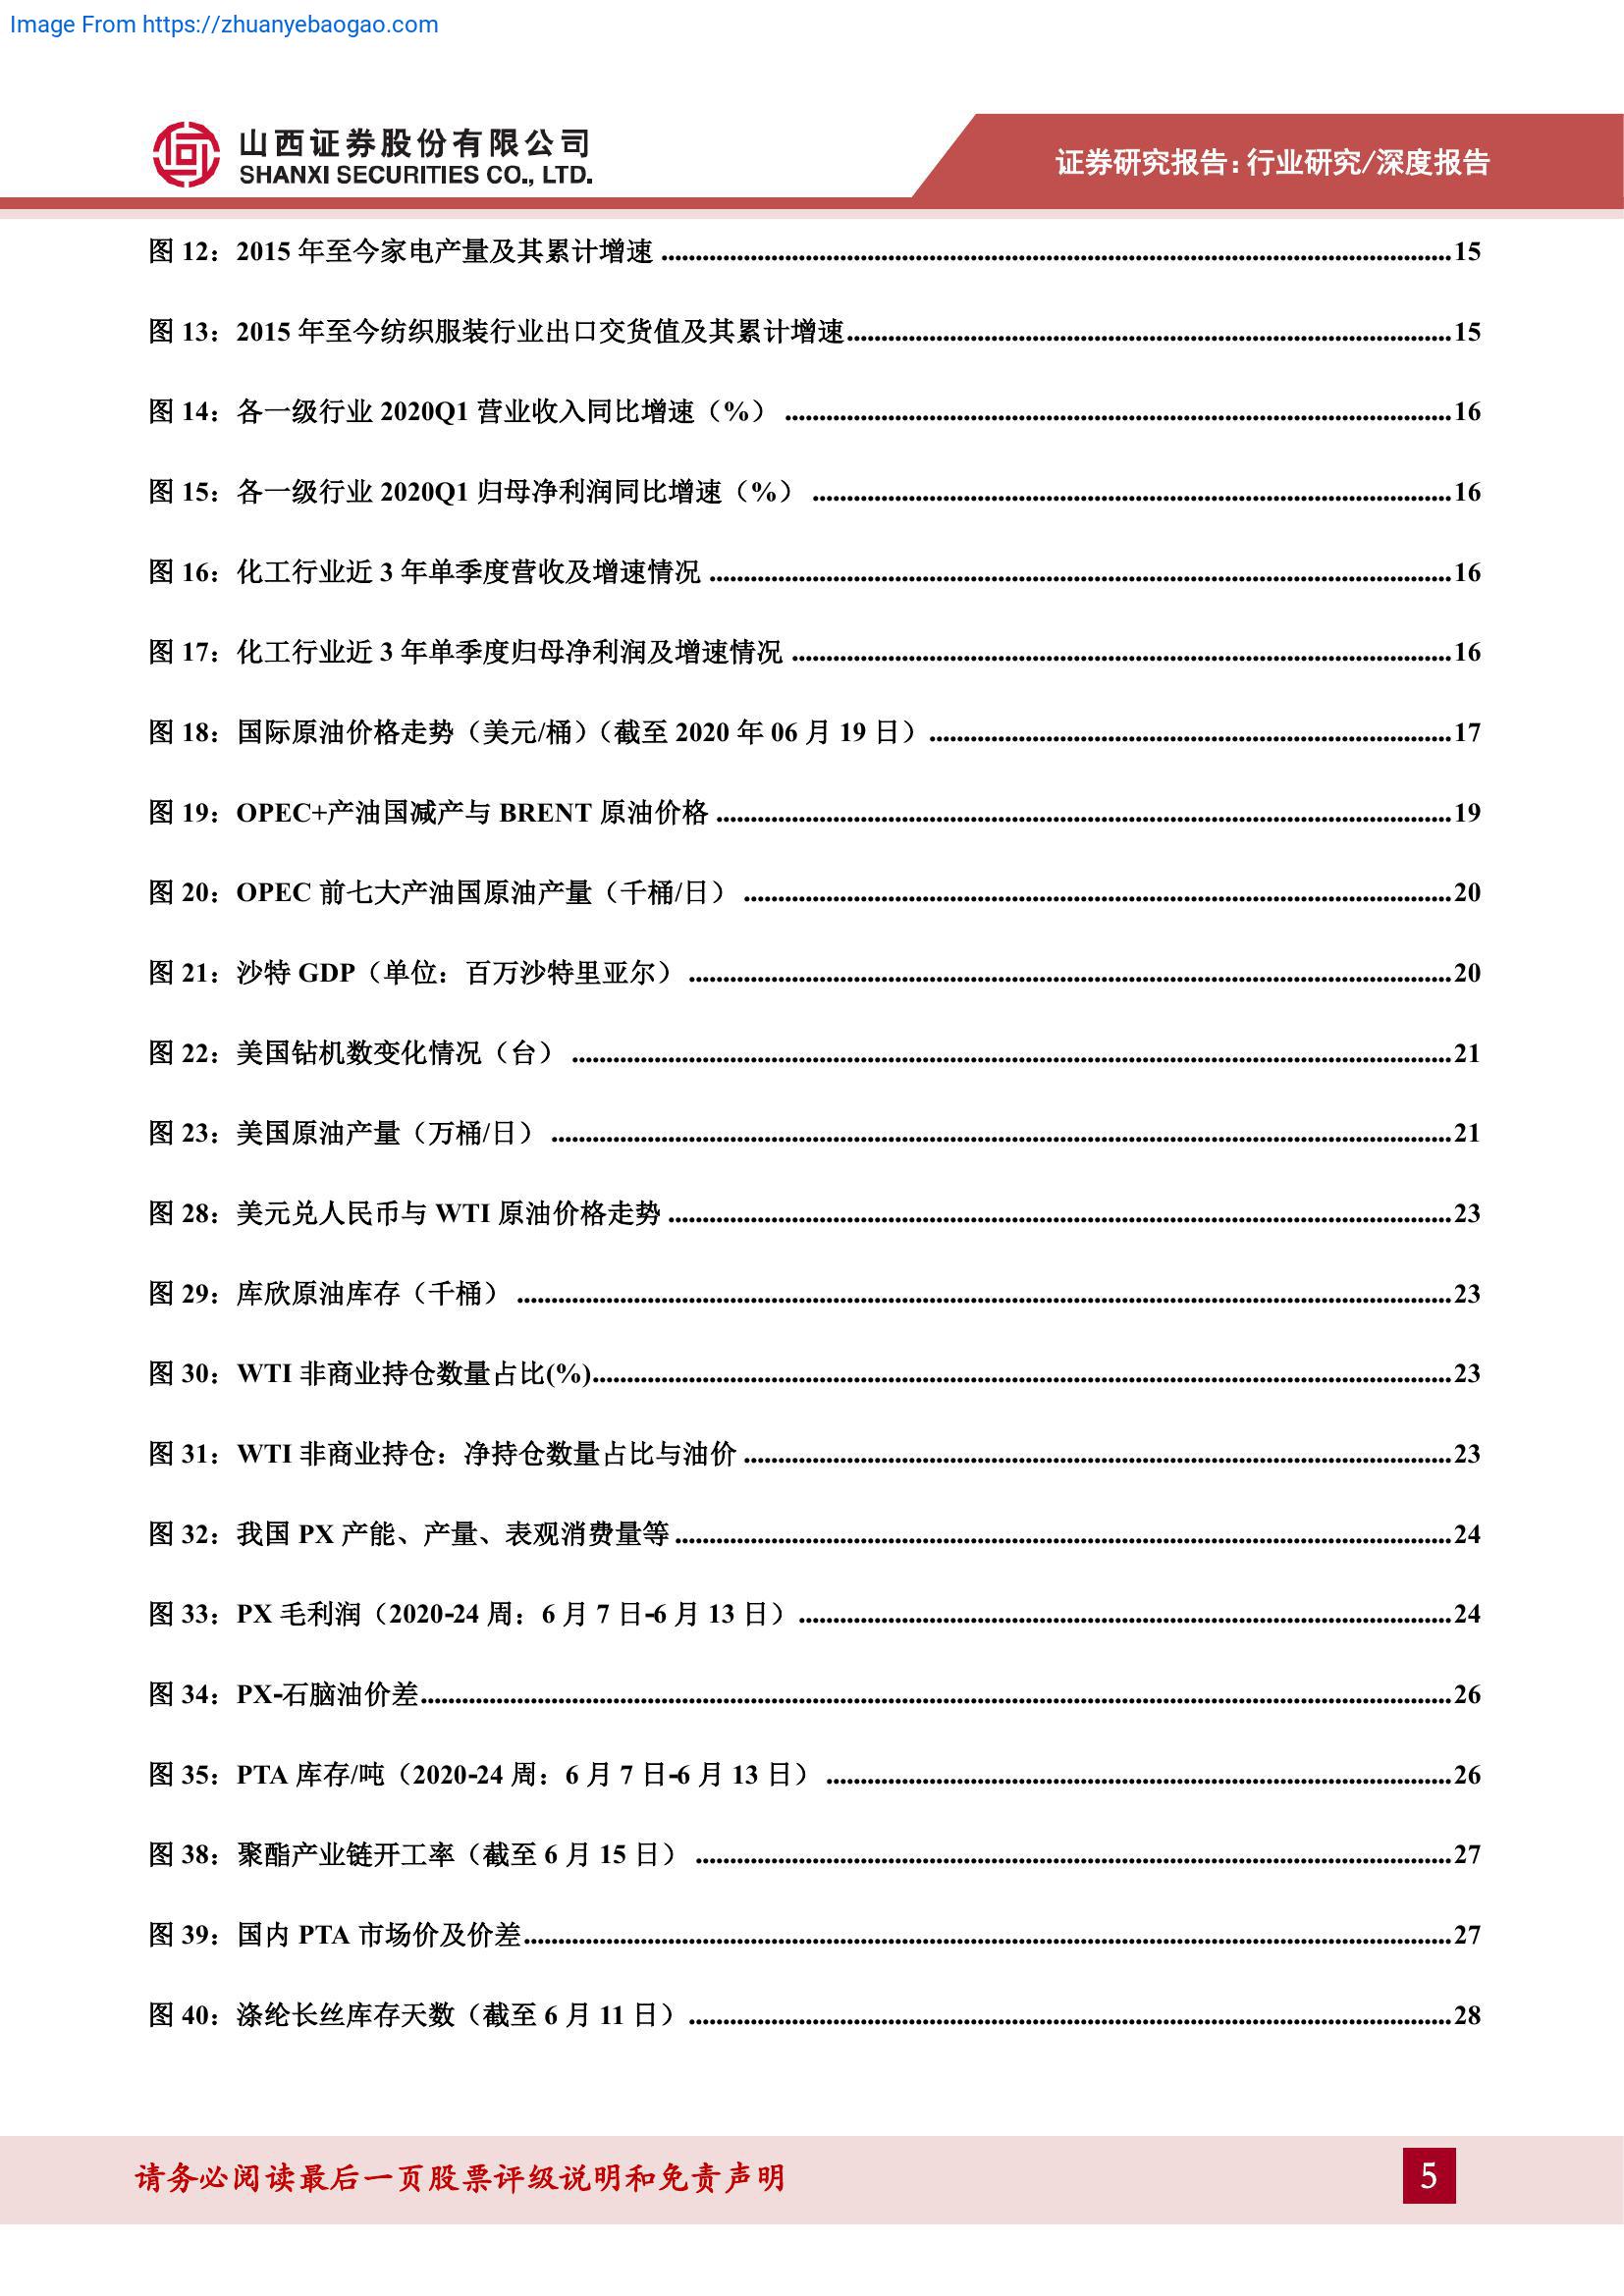 Image From https://zhuanyebaogao.com
山西证券股份有限公司
SHANXI SECURITIES CO., LTD.
证券研究报告:行业研究/深度报告
图 12：2015 年至今家电产量及其累计增速 ........ 15
图 13：2015 年至今纺织服装行业出口交货值及其累计增速 ........ 15
图 14：各一级行业 2020Q1 营业收入同比增速（%） ........ 16
图 15：各一级行业 2020Q1 归母净利润同比增速（%） ........ 16
图 16：化工行业近 3 年单季度营收及增速情况 ........ 16
图 17：化工行业近 3 年单季度归母净利润及增速情况 ........ 16
图 18：国际原油价格走势（美元/桶）（截至 2020 年 06 月 19 日） ........ 17
图 19：OPEC+产油国减产与 BRENT 原油价格 ........ 19
图 20：OPEC 前七大产油国原油产量（千桶/日） ........ 20
图 21：沙特 GDP（单位：百万沙特里亚尔） ........ 20
图 22：美国钻机数变化情况（台） ........ 21
图 23：美国原油产量（万桶/日） ........ 21
图 28：美元兑人民币与 WTI 原油价格走势 ........ 23
图 29：库欣原油库存（千桶） ........ 23
图 30：WTI 非商业持仓数量占比(%) ........ 23
图 31：WTI 非商业持仓：净持仓数量占比与油价 ........ 23
图 32：我国 PX 产能、产量、表观消费量等 ........ 24
图 33：PX 毛利润（2020-24 周：6 月 7 日-6 月 13 日） ........ 24
图 34：PX-石脑油价差 ........ 26
图 35：PTA 库存/吨（2020-24 周：6 月 7 日-6 月 13 日） ........ 26
图 38：聚酯产业链开工率（截至 6 月 15 日） ........ 27
图 39：国内 PTA 市场价及价差 ........ 27
图 40：涤纶长丝库存天数（截至 6 月 11 日） ........ 28
请务必阅读最后一页股票评级说明和免责声明
5